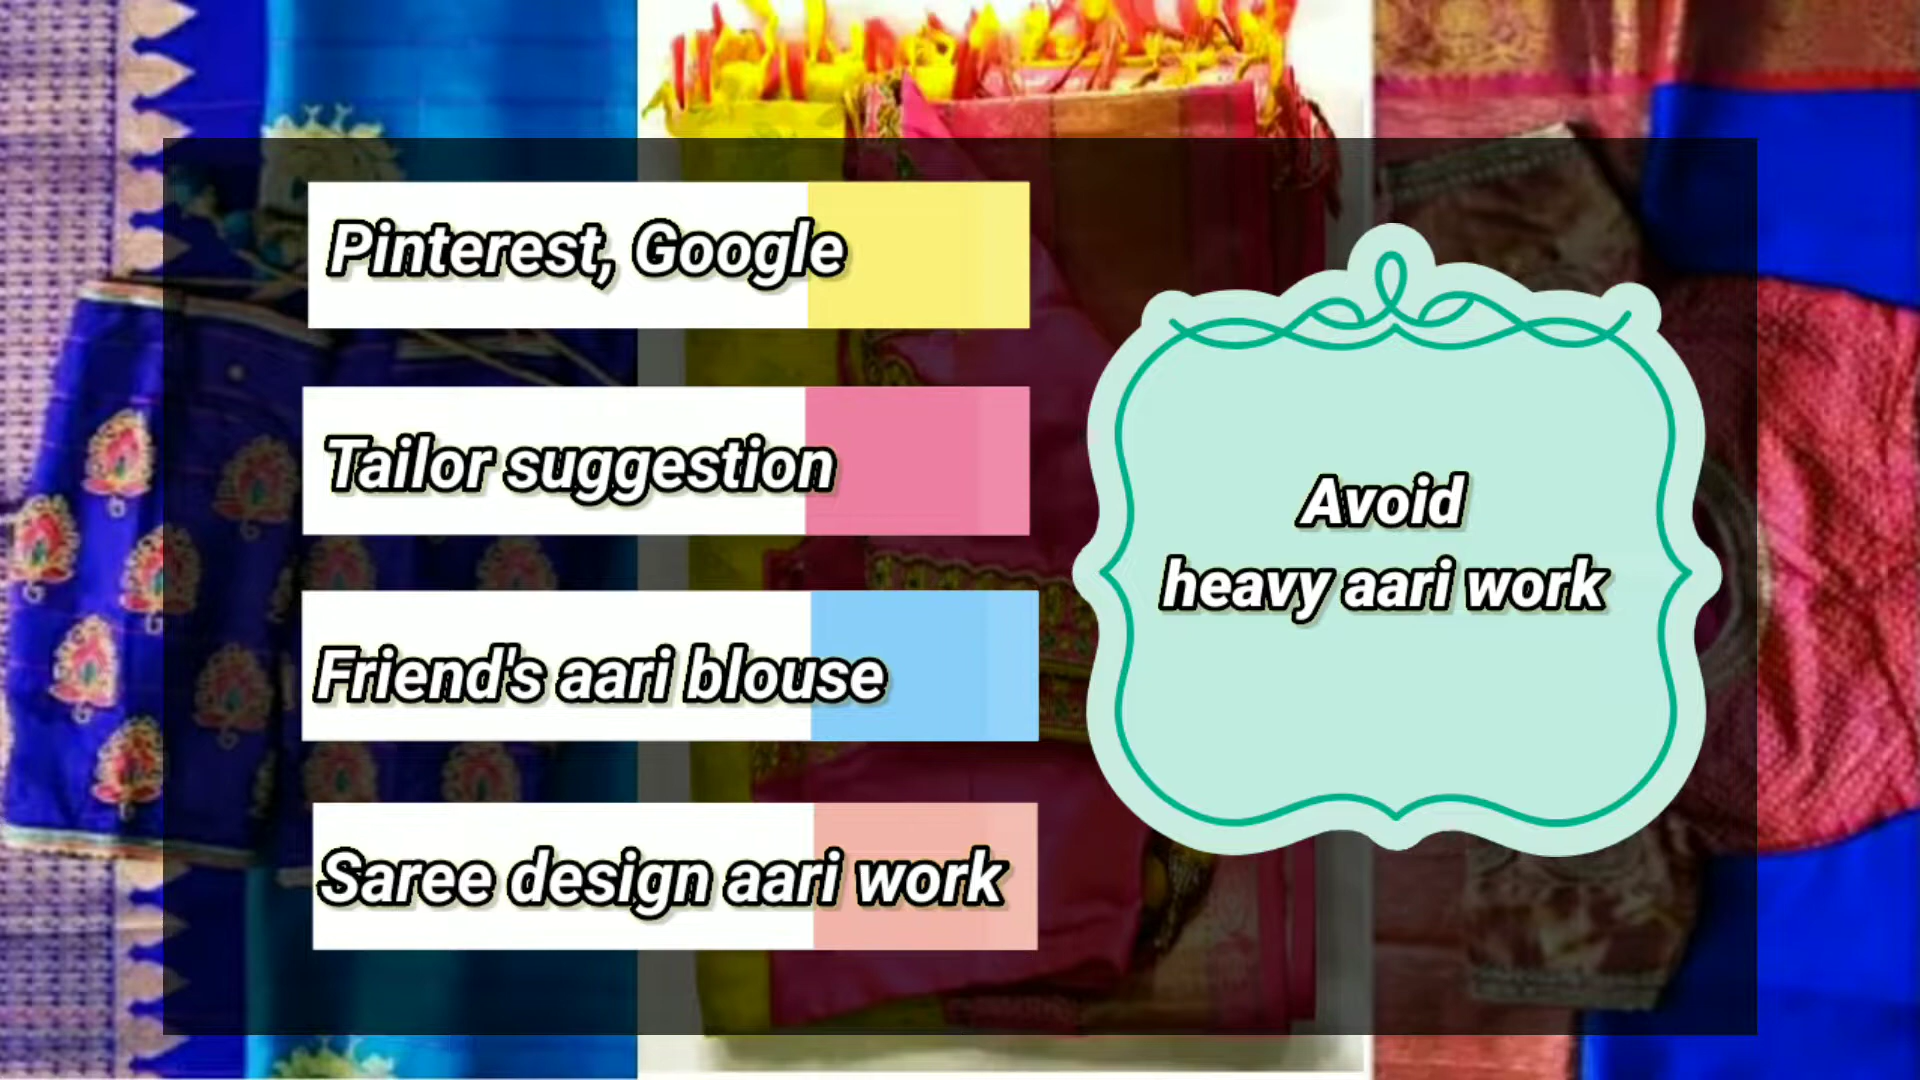 Pinterest, Google
Tailor suggestion
Friend's aari blouse
Saree design aari work
Avoid
heavy aari work